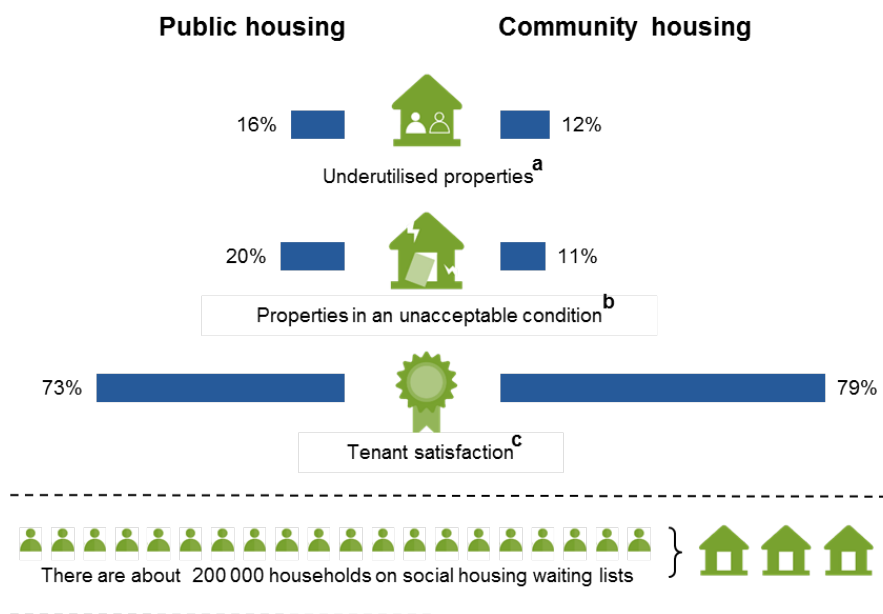 Public housing
Community housing
16%
12%
Underutilised properties a
20%
11%
Properties in an unacceptable condition b
73%
79%
Tenant satisfaction c
There are about 200 000 households on social housing waiting lists